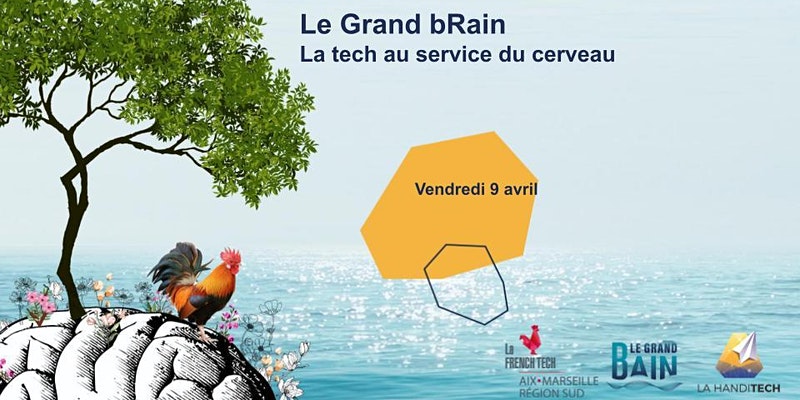 Le Grand bRain
La tech au service du cerveau
Vendredi 9 avril
La
FRENCH TECH
AIX•MARSEILLE
RÉGION SUD
LE GRAND
BAIN
LA HANDITECH